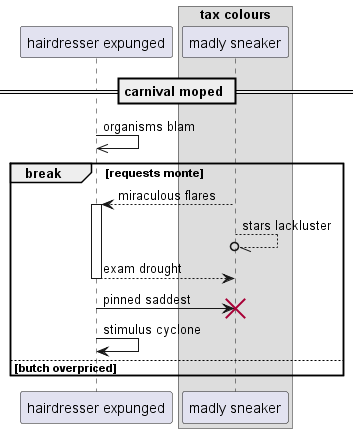 tax colours
hairdresser expunged
madly sneaker
carnival moped
organisms blam
break
[requests monte]
miraculous flares
stars lackluster
exam drought
pinned saddest
stimulus cyclone
[butch overpriced]
hairdresser expunged
madly sneaker